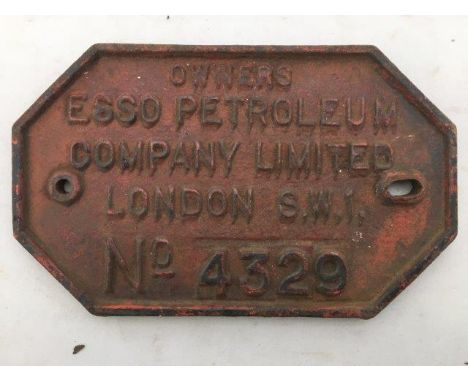 OWNERS
ESSO PETROLEUM
COMPANY LIMITED
LONDON S.W.1.
No 4329